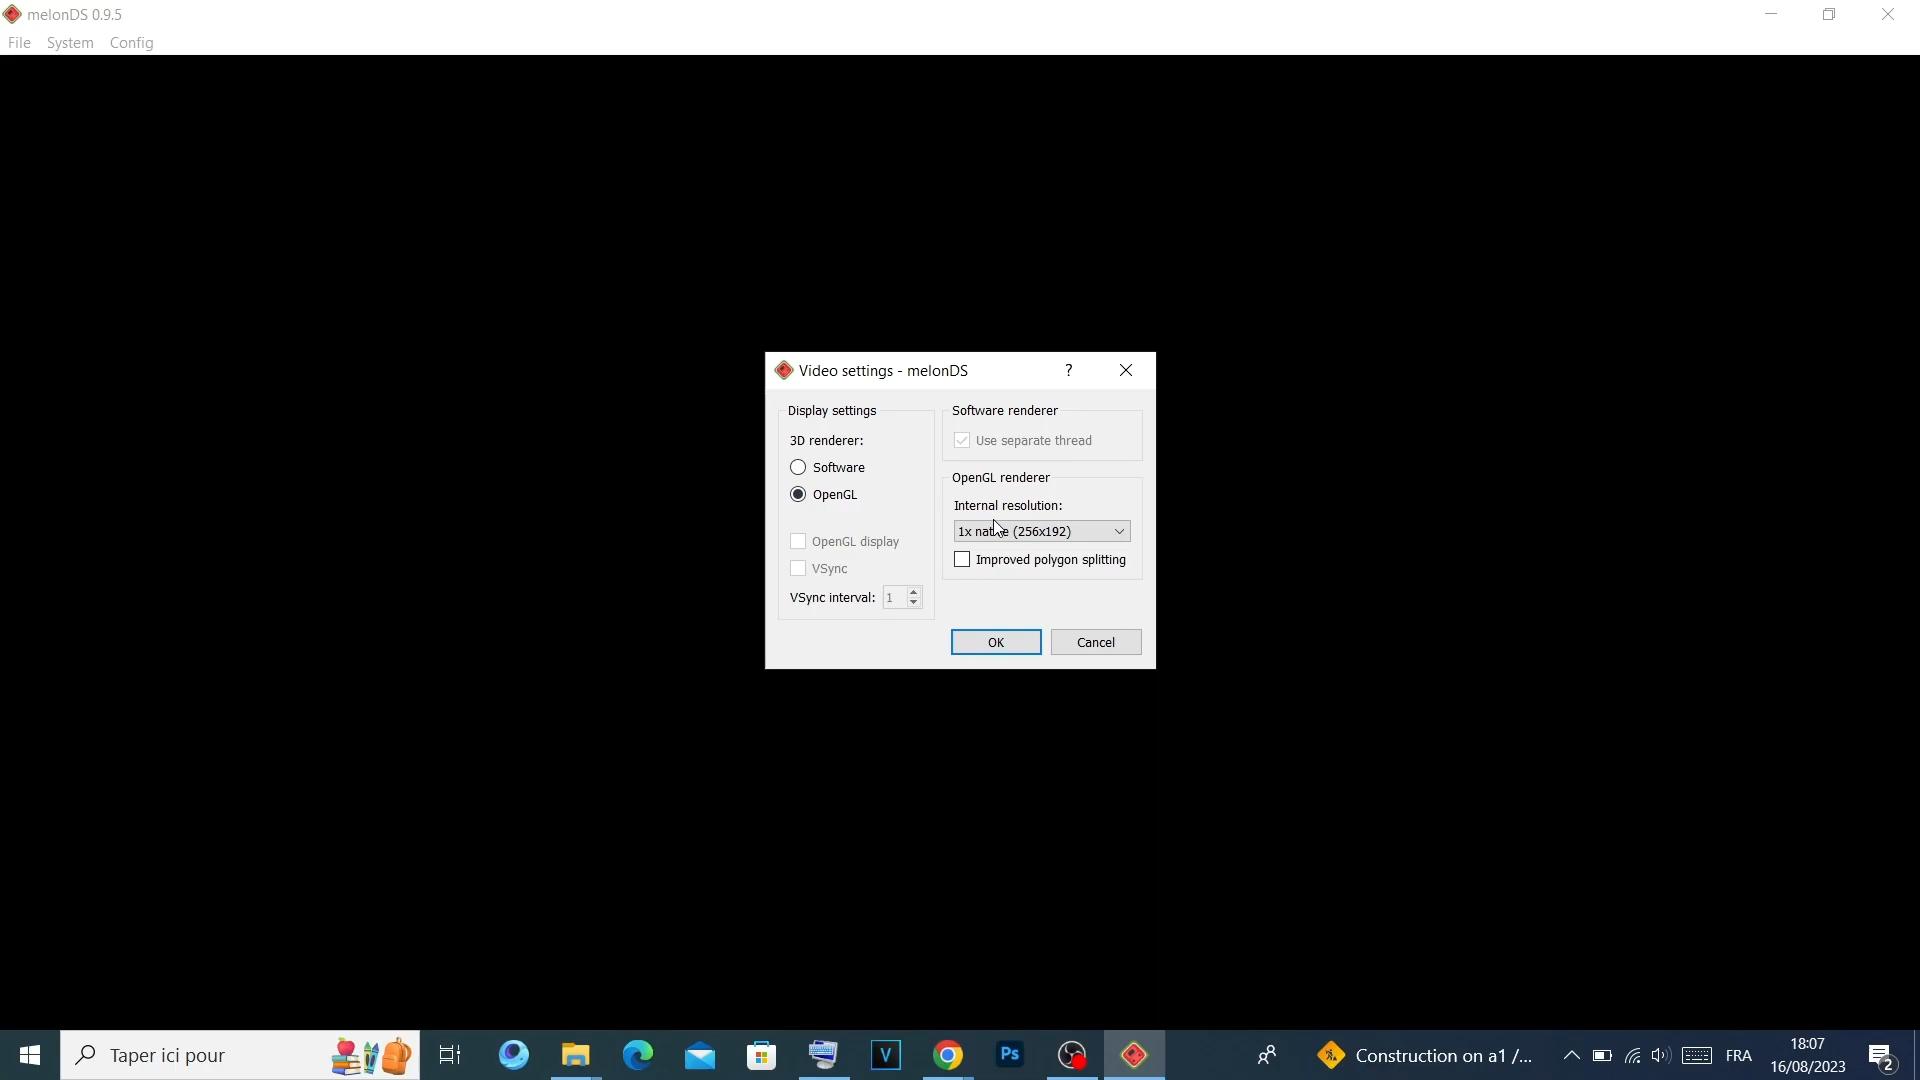 melonDS 0.9.5
File System Config
Video settings - melonDS ?
Display settings
3D renderer:
Software
OpenGL
OpenGL display
VSync
VSync interval: 1
Software renderer
Use separate thread
OpenGL renderer
Internal resolution:
1x native (256x192)
Improved polygon splitting
OK Cancel
Taper ici pour
V
Ps
Construction on a1 /...
FRA
18:07
16/08/2023
2